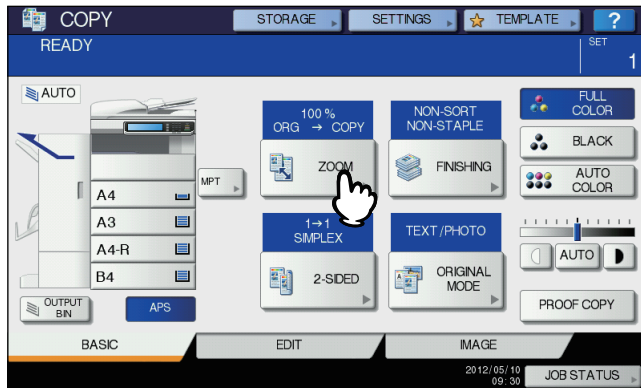 COPY
STORAGE
SETTINGS
TEMPLATE
?
READY
SET
1
AUTO
MPT
A4
A3
A4-R
B4
OUTPUT
BIN
APS
100 %
ORG → COPY
ZOOM
NON-SORT
NON-STAPLE
FINISHING
1→1
SIMPLEX
2-SIDED
TEXT/PHOTO
ORIGINAL
MODE
FULL
COLOR
BLACK
AUTO
COLOR
AUTO
PROOF COPY
BASIC
EDIT
IMAGE
2012/05/10
09:30
JOB STATUS